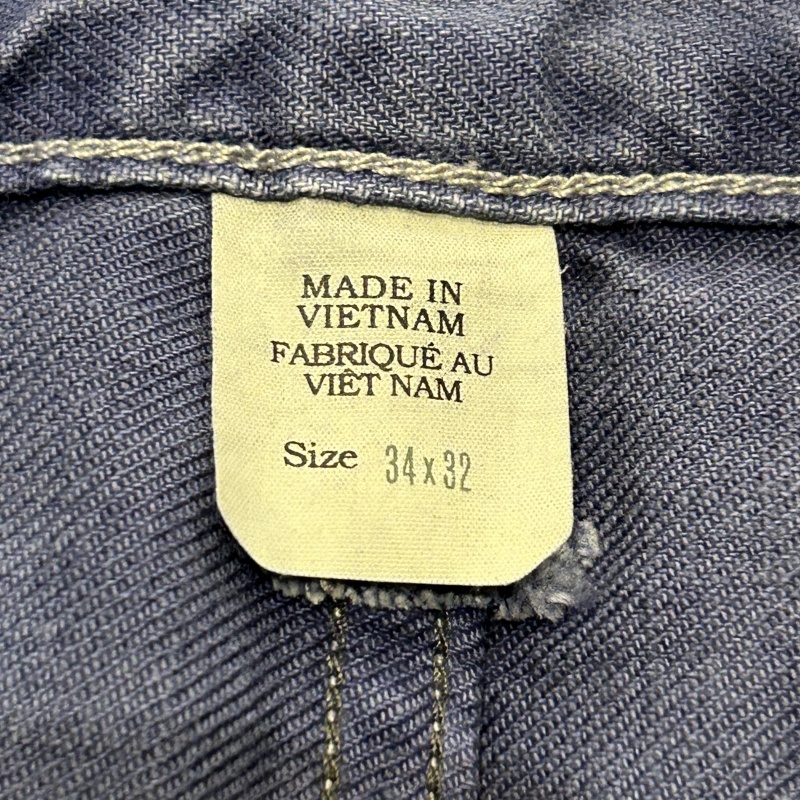 MADE IN
VIETNAM
FABRIQUÉ AU
VIÊT NAM
Size 34 x 32